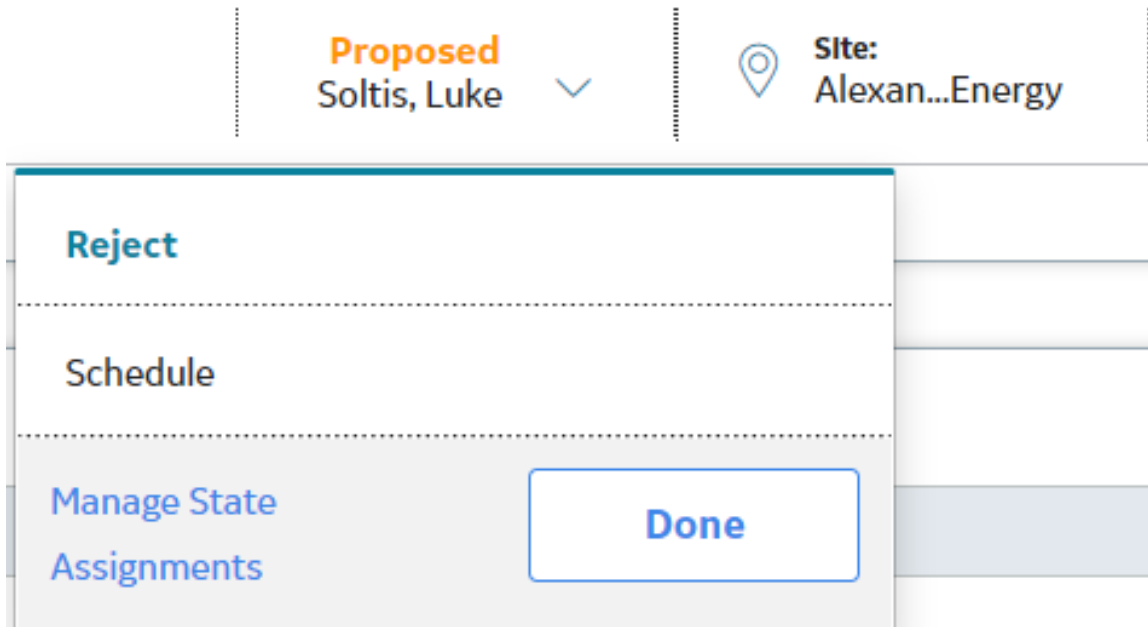 Proposed
Soltis, Luke
Site:
Alexan...Energy
Reject
Schedule
Manage State
Assignments
Done